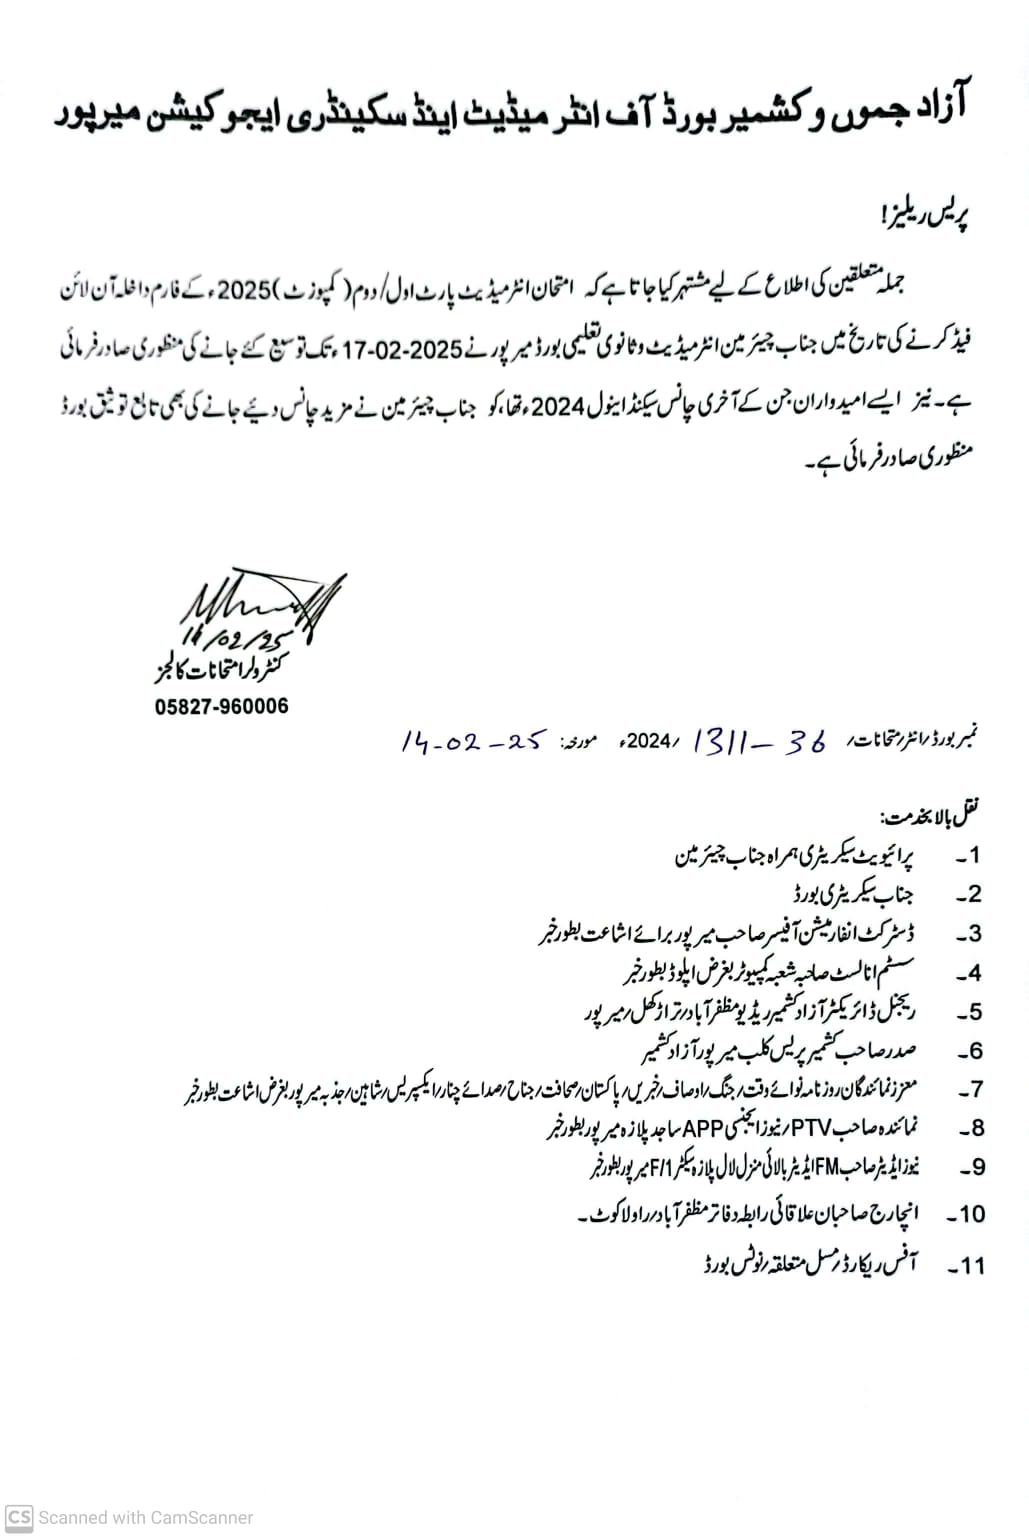 آزاد جموں و کشمیر بورڈ آف انٹر میڈیٹ اینڈ سکینڈری ایجو کیشن میرپور
پریس ریلیز!
جملہ متعلقین کی اطلاع کے لیے مشتہر کیا جاتا ہے کہ امتحان انٹرمیڈیٹ پارٹ اول/دوم (کمپوزٹ) 2025ء کے فارم داخلہ آن لائن
فیڈ کرنے کی تاریخ میں جناب چیئرمین انٹرمیڈیٹ و ثانوی تعلیمی بورڈ میرپور نے 2025-02-17ء تک توسیع کئے جانے کی منظوری صادر فرمائی
ہے۔ نیز ایسے امیدواران جن کے آخری چانس سیکنڈ اینول 2024ء تھا، کو جناب چیئرمین نے مزید چانس دیئے جانے کی بھی تابع توثیق بورڈ
منظوری صادر فرمائی ہے۔
14/02/25
کنٹرولر امتحانات کالجز
05827-960006
نمبر بورڈ/انٹر/متحانات/ 1311-36 /2024ء مورخہ: 14-02-25
نقل بالا بخدمت:
1۔ پرائیویٹ سیکریٹری ہمراہ جناب چیئرمین
2۔ جناب سیکریٹری بورڈ
3۔ ڈسٹرکٹ انفارمیشن آفیسر صاحب میرپور برائے اشاعت بطور خبر
4۔ سسٹم انالسٹ صاحبہ شعبہ کمپیوٹر بغرض اپلوڈ بطور خبر
5۔ ریجنل ڈائریکٹر آزاد کشمیر ریڈیو مظفرآباد/تراڑکھل/میرپور
6۔ صدر صاحب کشمیر پریس کلب میرپور آزاد کشمیر
7۔ معزز نمائندگان روزنامہ نوائے وقت/جنگ/اوصاف/خبریں/پاکستان/صحافت/جناح/صدائے چنار/ایکسپریس/شاہین/جذبہ میرپور بغرض اشاعت بطور خبر
8۔ نمائندہ صاحب PTV/نیوز ایجنسی APP ساجد پلازہ میرپور بطور خبر
9۔ نیوز ایڈیٹر صاحب FM ایڈیٹر بالائی منزل لال پلازہ سیکٹر F/1 میرپور بطور خبر
10۔ انچارج صاحبان علاقائی رابطہ دفاتر مظفرآباد/راولاکوٹ۔
11۔ آفس ریکارڈ/مسل متعلقہ/نوٹس بورڈ
CS Scanned with CamScanner